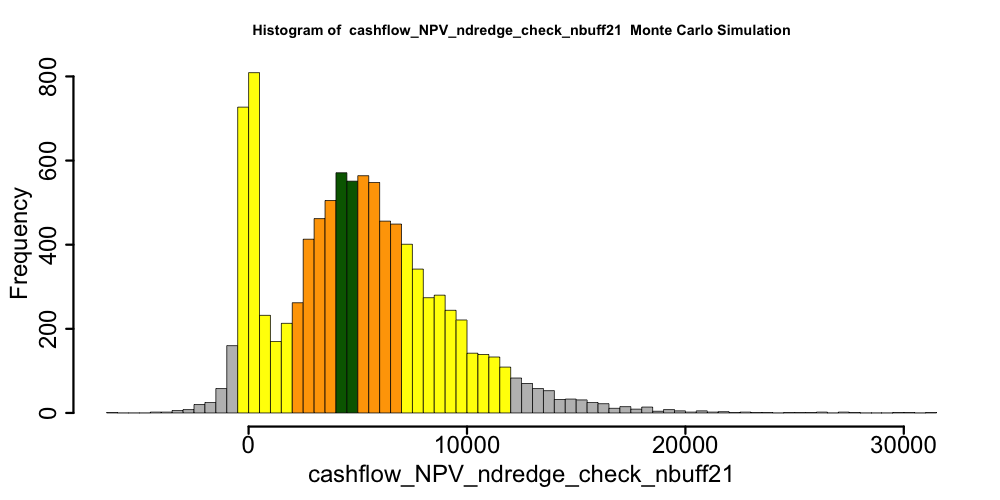 Histogram of cashflow_NPV_ndredge_check_nbuff21 Monte Carlo Simulation
800
600
400
200
0
Frequency
0 10000 20000 30000
cashflow_NPV_ndredge_check_nbuff21